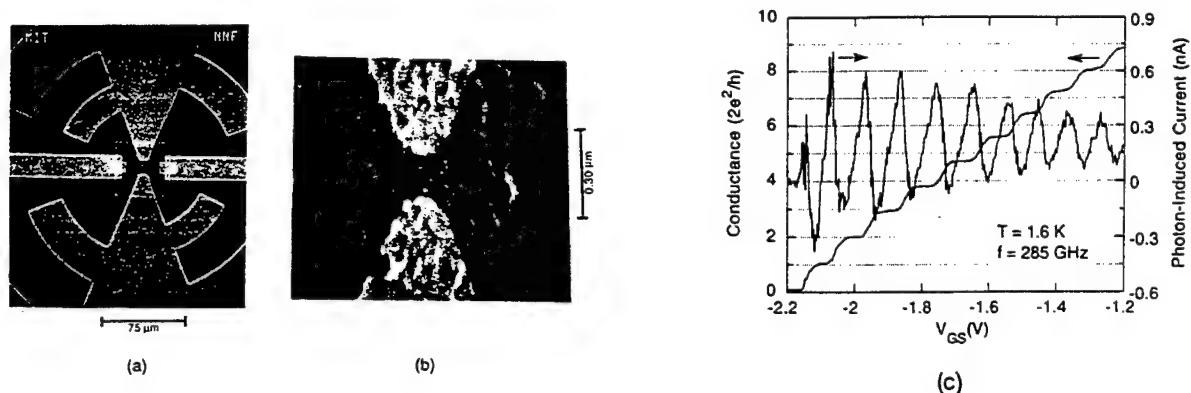 MIT NNF
75 µm
(a)
0.30 µm
(b)
Conductance (2e²/h)
10
8
6
4
2
0
-2.2 -2 -1.8 -1.6 -1.4 -1.2
V_GS(V)
T = 1.6 K
f = 285 GHz
0.9
0.6
0.3
0
-0.3
-0.6
Photon-Induced Current (nA)
(c)